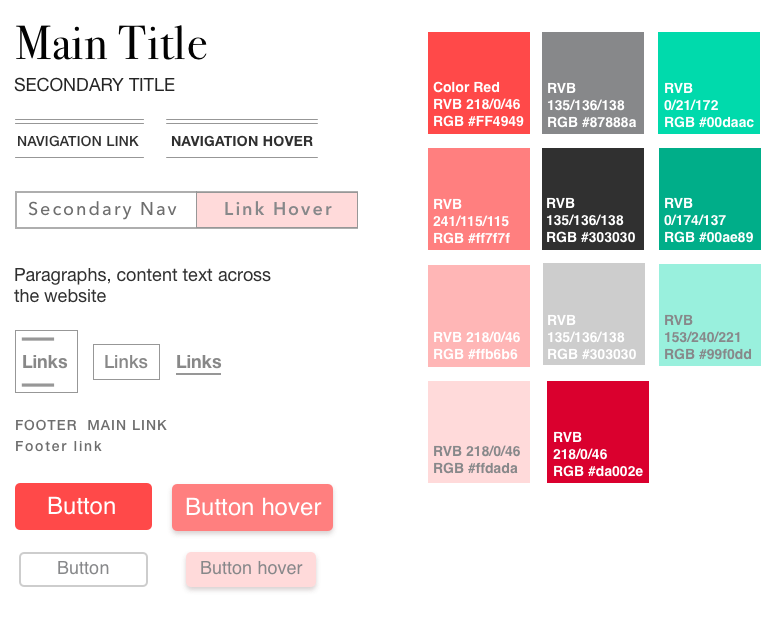 Main Title
SECONDARY TITLE
NAVIGATION LINK
NAVIGATION HOVER
Secondary Nav
Link Hover
Paragraphs, content text across
the website
Links
Links
Links
FOOTER  MAIN LINK
Footer link
Button
Button hover
Button
Button hover
Color Red
RVB 218/0/46
RGB #FF4949
RVB
135/136/138
RGB #87888a
RVB
0/21/172
RGB #00daac
RVB
241/115/115
RGB #ff7f7f
RVB
135/136/138
RGB #303030
RVB
0/174/137
RGB #00ae89
RVB 218/0/46
RGB #ffb6b6
RVB
135/136/138
RGB #303030
RVB
153/240/221
RGB #99f0dd
RVB 218/0/46
RGB #ffdada
RVB
218/0/46
RGB #da002e